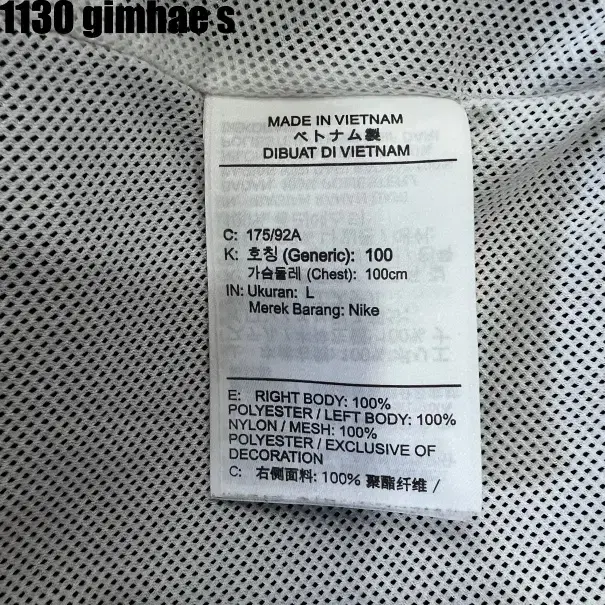 1130 gimhae s
MADE IN VIETNAM
ベトナム製
DIBUAT DI VIETNAM
C: 175/92A
K: 호칭 (Generic): 100
가슴둘레 (Chest): 100cm
IN: Ukuran: L
Merek Barang: Nike
E: RIGHT BODY: 100%
POLYESTER / LEFT BODY: 100%
NYLON / MESH: 100%
POLYESTER / EXCLUSIVE OF
DECORATION
C: 右侧面料: 100% 聚酯纤维 /